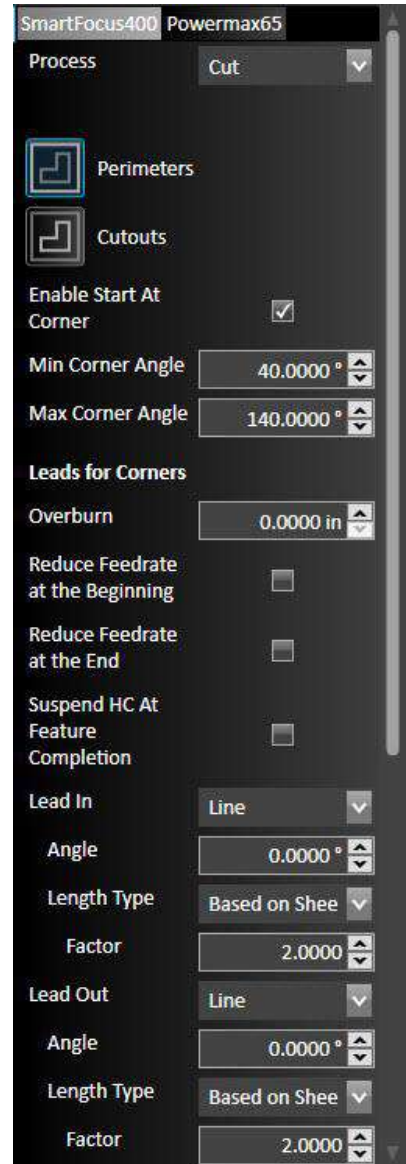 SmartFocus400 Powermax65
Process Cut
Perimeters
Cutouts
Enable Start At
Corner
Min Corner Angle 40.0000 °
Max Corner Angle 140.0000 °
Leads for Corners
Overburn 0.0000 in
Reduce Feedrate
at the Beginning
Reduce Feedrate
at the End
Suspend HC At
Feature
Completion
Lead In Line
Angle 0.0000 °
Length Type Based on Shee
Factor 2.0000
Lead Out Line
Angle 0.0000 °
Length Type Based on Shee
Factor 2.0000